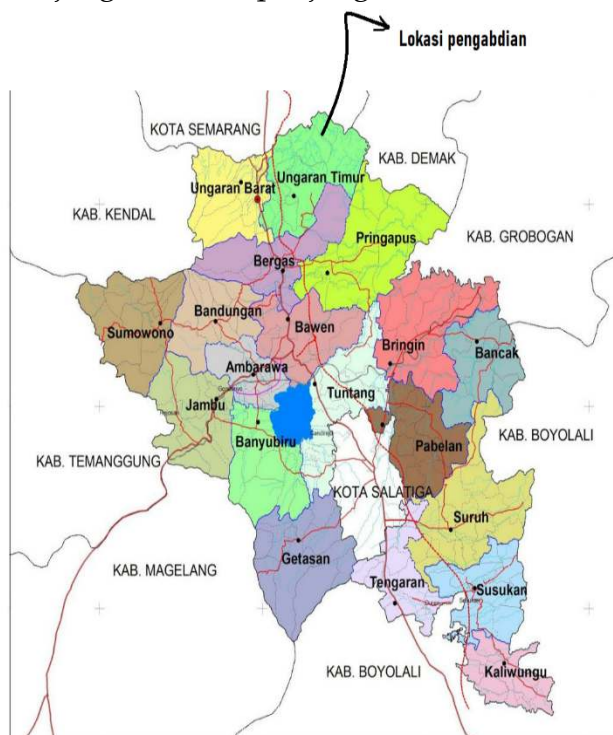 Lokasi pengabdian
KOTA SEMARANG
KAB. DEMAK
Ungaran Timur
Ungaran Barat
KAB. KENDAL
Pringapus
KAB. GROBOGAN
Bergas
Bandungan
Bawen
Sumowono
Bringin
Bancak
Ambarawa
Tuntang
Jambu
Banyubiru
Pabelan
KAB. BOYOLALI
KAB. TEMANGGUNG
KOTA SALATIGA
Suruh
Getasan
KAB. MAGELANG
Tengaran
Susukan
KAB. BOYOLALI
Kaliwungu